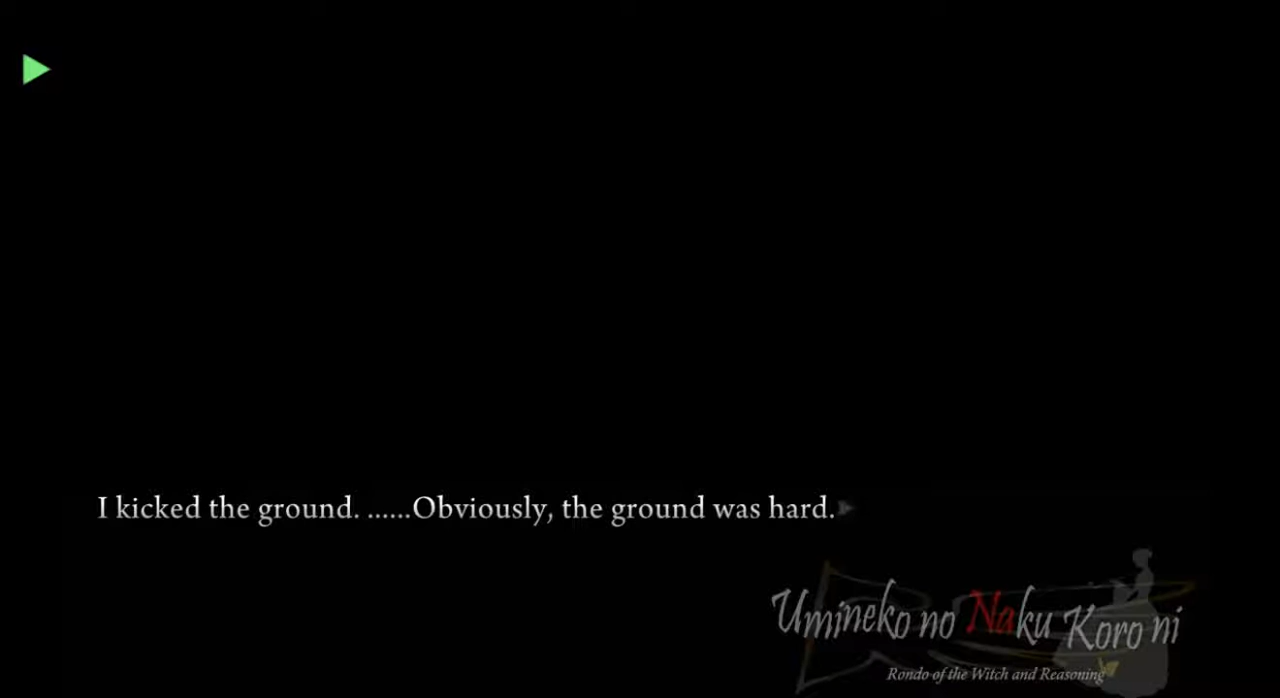 I kicked the ground. ......Obviously, the ground was hard.
Umineko no Naku Koro ni
Rondo of the Witch and Reasoning